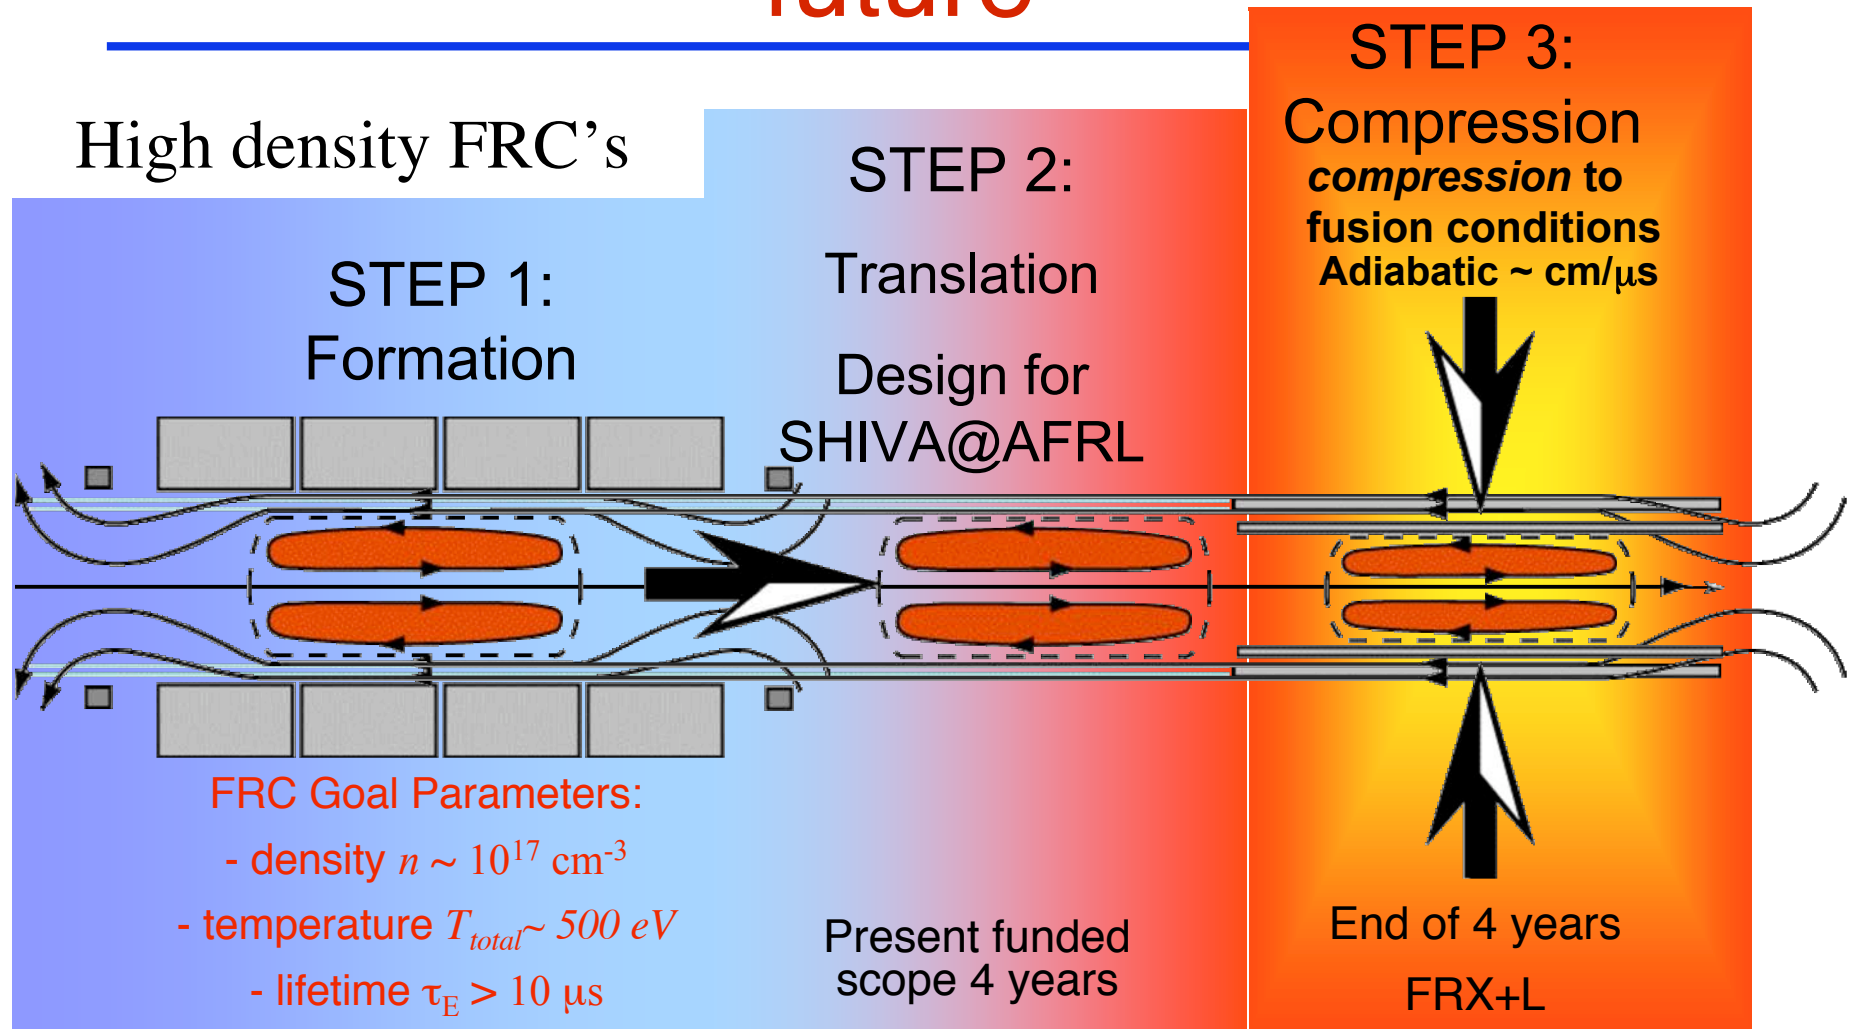 future
High density FRC's
STEP 1:
Formation
FRC Goal Parameters:
- density n ~ 10¹⁷ cm⁻³
- temperature T_total ~ 500 eV
- lifetime τ_E > 10 μs
STEP 2:
Translation
Design for
SHIVA@AFRL
Present funded
scope 4 years
STEP 3:
Compression
compression to
fusion conditions
Adiabatic ~ cm/μs
End of 4 years
FRX+L